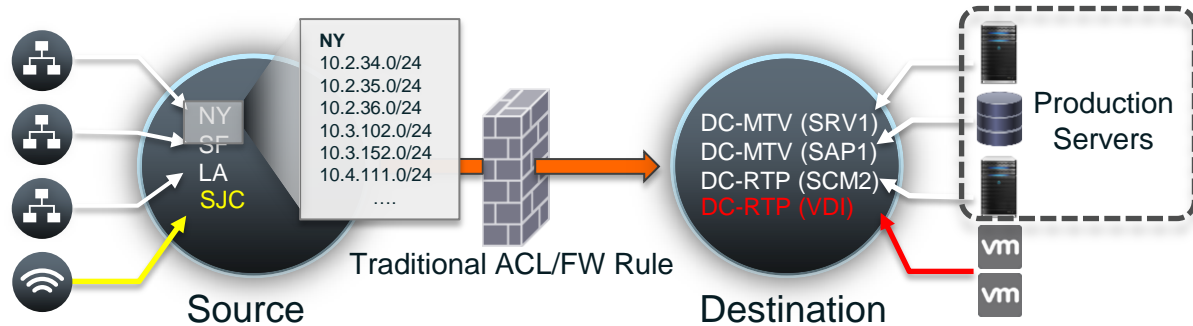 NY
10.2.34.0/24
10.2.35.0/24
10.2.36.0/24
10.3.102.0/24
10.3.152.0/24
10.4.111.0/24
....
NY
SF
LA
SJC
Source
Traditional ACL/FW Rule
DC-MTV (SRV1)
DC-MTV (SAP1)
DC-RTP (SCM2)
DC-RTP (VDI)
Destination
Production
Servers
vm
vm